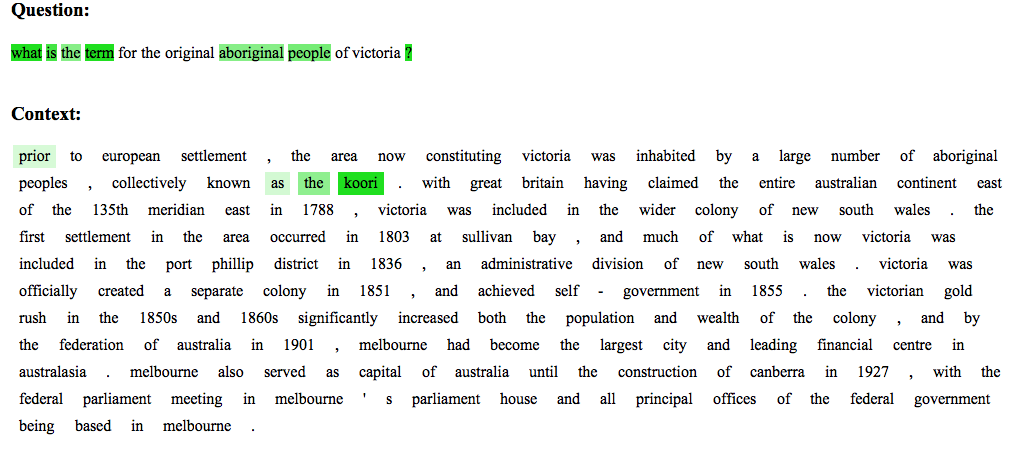 Question:
what is the term for the original aboriginal people of victoria ?
Context:
prior to european settlement , the area now constituting victoria was inhabited by a large number of aboriginal
peoples , collectively known as the koori . with great britain having claimed the entire australian continent east
of the 135th meridian east in 1788 , victoria was included in the wider colony of new south wales . the
first settlement in the area occurred in 1803 at sullivan bay , and much of what is now victoria was
included in the port phillip district in 1836 , an administrative division of new south wales . victoria was
officially created a separate colony in 1851 , and achieved self - government in 1855 . the victorian gold
rush in the 1850s and 1860s significantly increased both the population and wealth of the colony , and by
the federation of australia in 1901 , melbourne had become the largest city and leading financial centre in
australasia . melbourne also served as capital of australia until the construction of canberra in 1927 , with the
federal parliament meeting in melbourne ' s parliament house and all principal offices of the federal government
being based in melbourne .